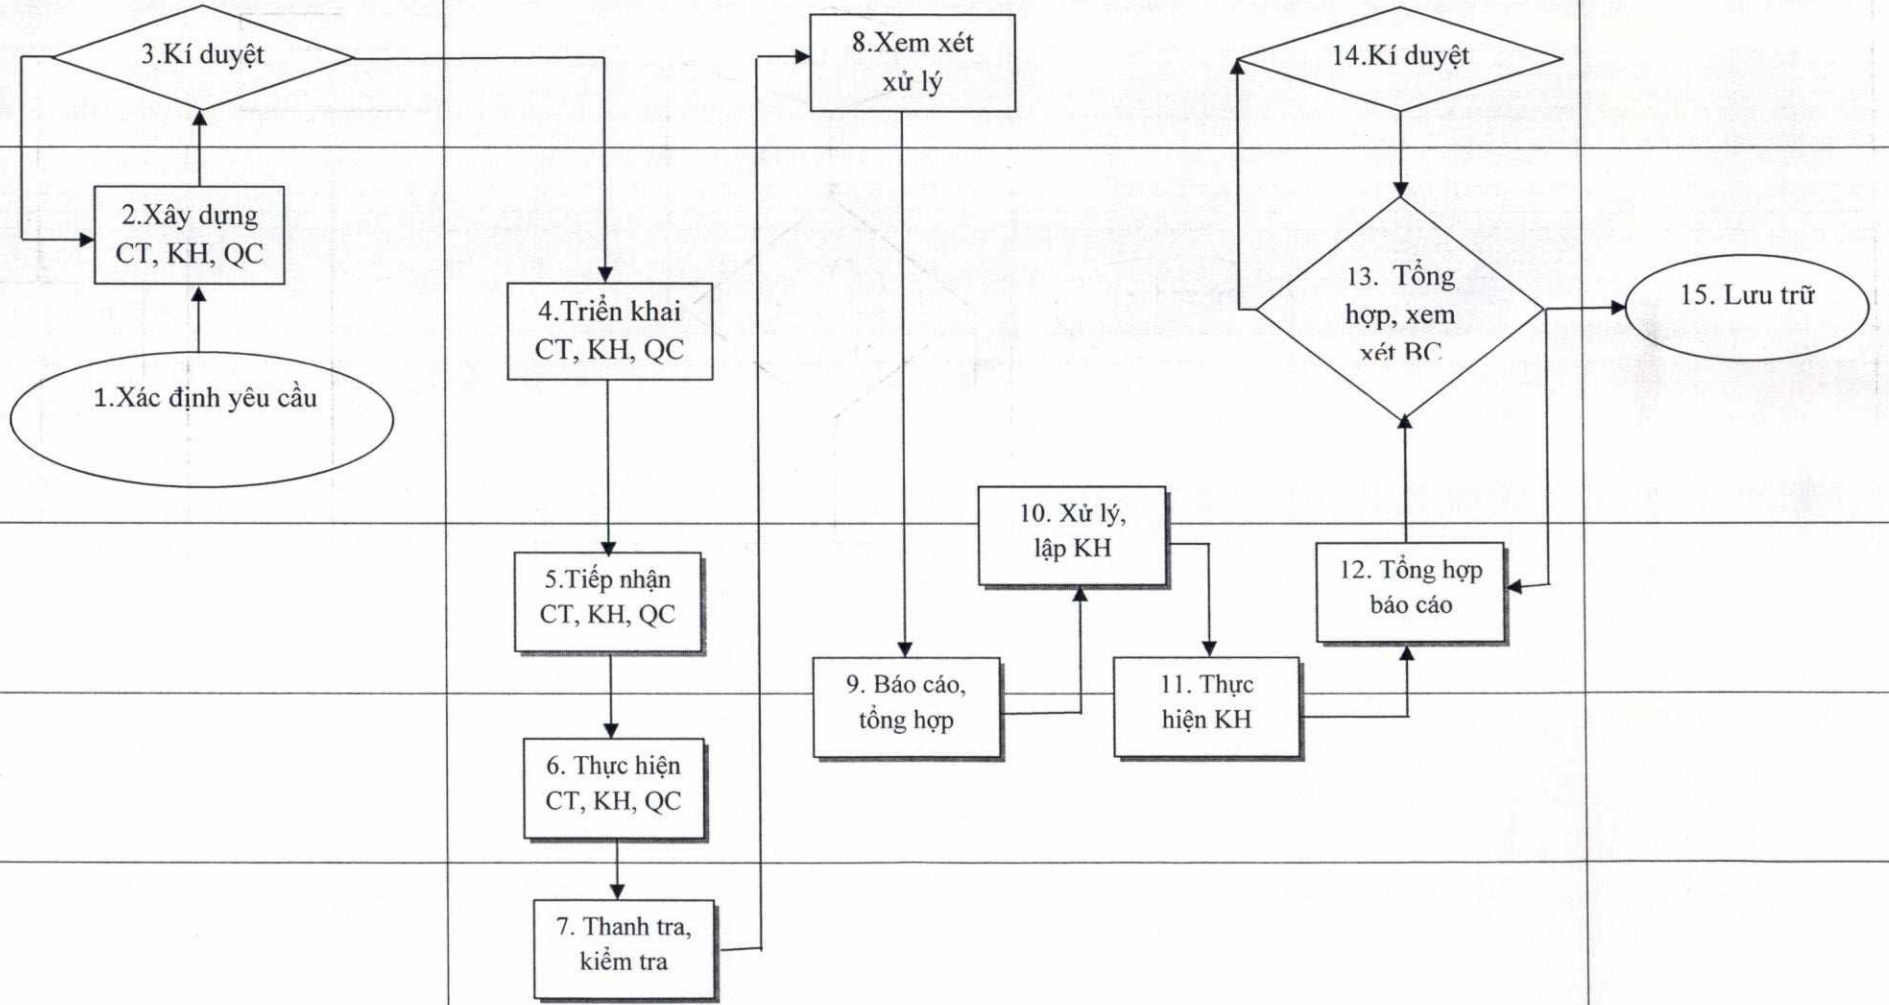 3.Kí duyệt
2.Xây dựng
CT, KH, QC
1.Xác định yêu cầu
4.Triển khai
CT, KH, QC
5.Tiếp nhận
CT, KH, QC
6. Thực hiện
CT, KH, QC
7. Thanh tra,
kiểm tra
8.Xem xét
xử lý
9. Báo cáo,
tổng hợp
10. Xử lý,
lập KH
11. Thực
hiện KH
12. Tổng hợp
báo cáo
13. Tổng
hợp, xem
xét BC
14.Kí duyệt
15. Lưu trữ